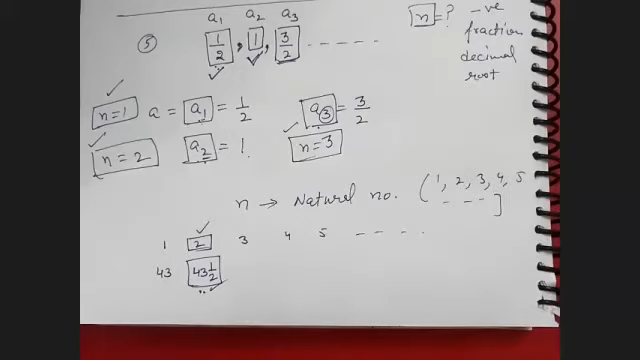 a₁ a₂ a₃
⑤ 1/2 , 1 , 3/2 ------
n = ? -ve
fraction
decimal
root
n=1 a = a₁ = 1/2 a₃ = 3/2
n = 2 a₂ = 1. n=3
n → Natural no. (1, 2, 3, 4, 5
- - - ]
1 2 3 4 5 -- -- - .
43 43 1/2